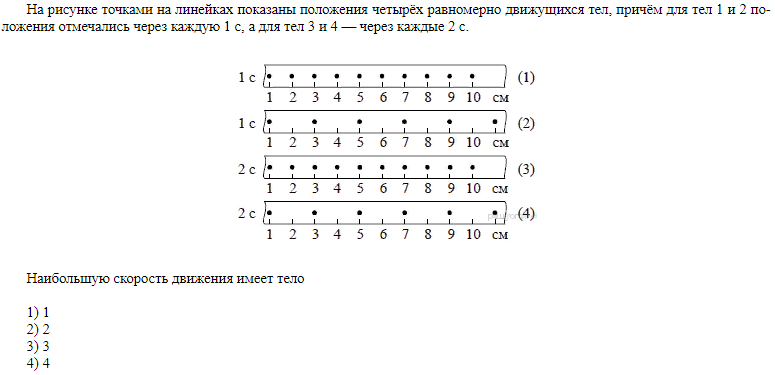 На рисунке точками на линейках показаны положения четырёх равномерно движущихся тел, причём для тел 1 и 2 по-
ложения отмечались через каждую 1 с, а для тел 3 и 4 — через каждые 2 с.
1 с (1)
1 2 3 4 5 6 7 8 9 10 см
1 с (2)
1 2 3 4 5 6 7 8 9 10 см
2 с (3)
1 2 3 4 5 6 7 8 9 10 см
2 с (4)
1 2 3 4 5 6 7 8 9 10 см
Наибольшую скорость движения имеет тело
1) 1
2) 2
3) 3
4) 4